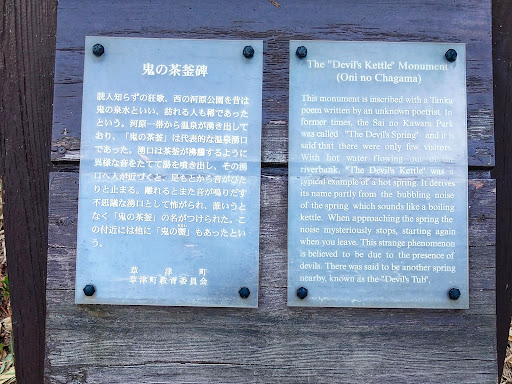 鬼の茶釜碑
読人知らずの狂歌、西の河原公園を昔は
鬼の泉水といい、訪れる人も稀であった
という。河原一帯から温泉が湧き出して
おり、「鬼の茶釜」は代表的な温泉湧口
であった。湧口は茶釜が沸騰するように
異様な音をたてて湯を噴き出し、その湧
口へ人が近づくと、足もとから音がぴた
りと止まる。離れるとまた音が鳴りだす
不思議な湧口として怖がられ、誰いうと
なく「鬼の茶釜」の名がつけられた。こ
の付近には他に「鬼の」もあったとい
う。
草津町
草津町教育委員会
The "Devil's Kettle" Monument
(Oni no Chagama)
This monument is inscribed with a Tanka
poem written by an unknown poetrist. In
former times, the Sai no Kawara Park
was called "The Devil's Spring" and it is
said that there were only few visitors.
With hot water flowing out on the
riverbank, "The Devil's Kettle" was a
typical example of a hot spring. It derives
its name partly from the bubbling noise
of the spring which sounds like a boiling
kettle. When approaching the spring the
noise mysteriously stops, starting again
when you leave. This strange phenomenon
is believed to be due to the presence of
devils. There was said to be another spring
nearby, known as the "Devil's Tub".